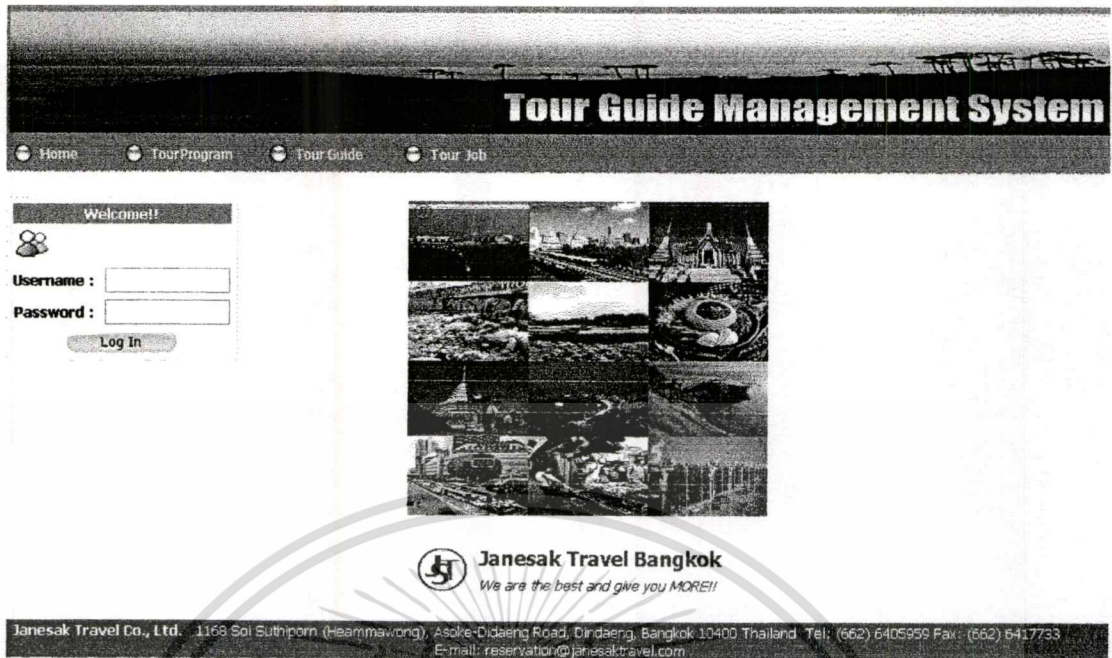 Tour Guide Management System
Home TourProgram Tour Guide Tour Job
Welcome!!
Username :
Password :
Log In
Janesak Travel Bangkok
We are the best and give you MORE!!
Janesak Travel Co., Ltd. 1168 Soi Suthiporn (Heammawong), Asoke-Didaeng Road, Dindaeng, Bangkok 10400 Thailand Tel: (662) 6405959 Fax: (662) 6417733
E-mail: reservation@janesaktravel.com